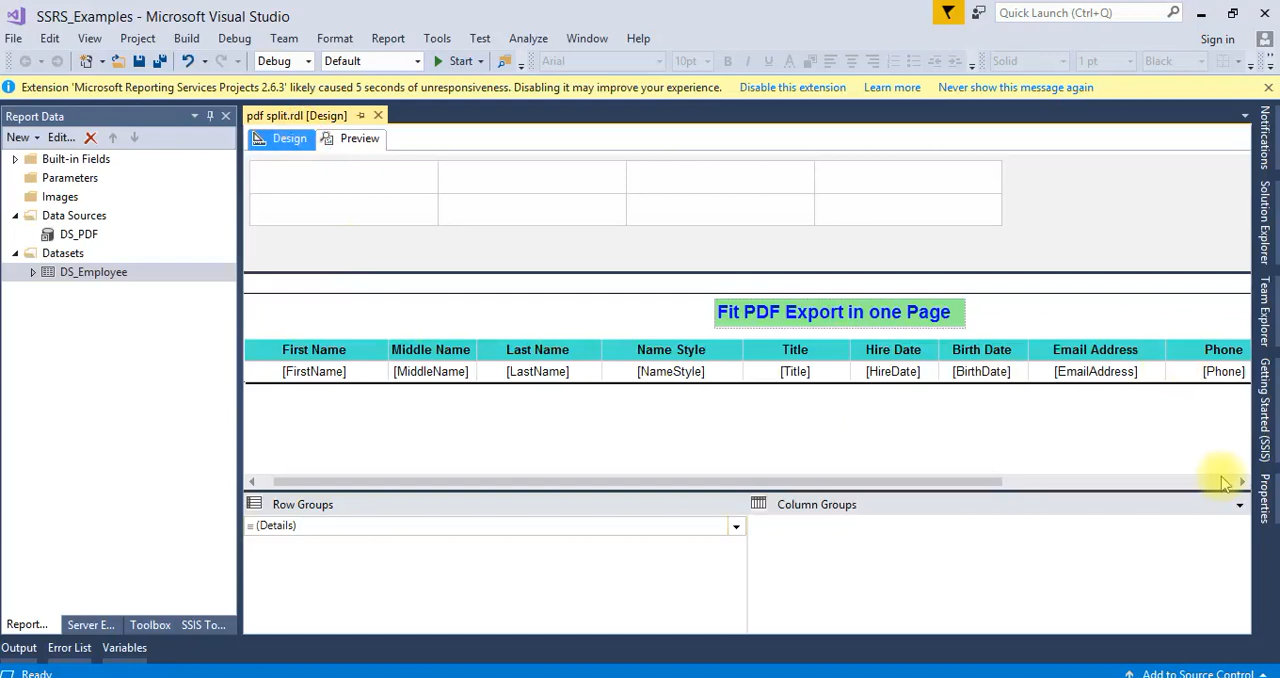 SSRS_Examples - Microsoft Visual Studio
Quick Launch (Ctrl+Q)
File Edit View Project Build Debug Team Format Report Tools Test Analyze Window Help
Sign in
Debug Default Start Arial 10pt B I U A Solid 1 pt Black
Extension 'Microsoft Reporting Services Projects 2.6.3' likely caused 5 seconds of unresponsiveness. Disabling it may improve your experience. Disable this extension Learn more Never show this message again
Report Data
pdf split.rdl [Design]
New Edit...
Design Preview
Built-in Fields
Parameters
Images
Data Sources
DS_PDF
Datasets
DS_Employee
Fit PDF Export in one Page
First Name Middle Name Last Name Name Style Title Hire Date Birth Date Email Address Phone
[FirstName] [MiddleName] [LastName] [NameStyle] [Title] [HireDate] [BirthDate] [EmailAddress] [Phone]
Row Groups
Column Groups
(Details)
Notifications
Solution Explorer
Team Explorer
Getting Started (SSIS)
Properties
Report... Server E... Toolbox SSIS To...
Output Error List Variables
Ready
Add to Source Control